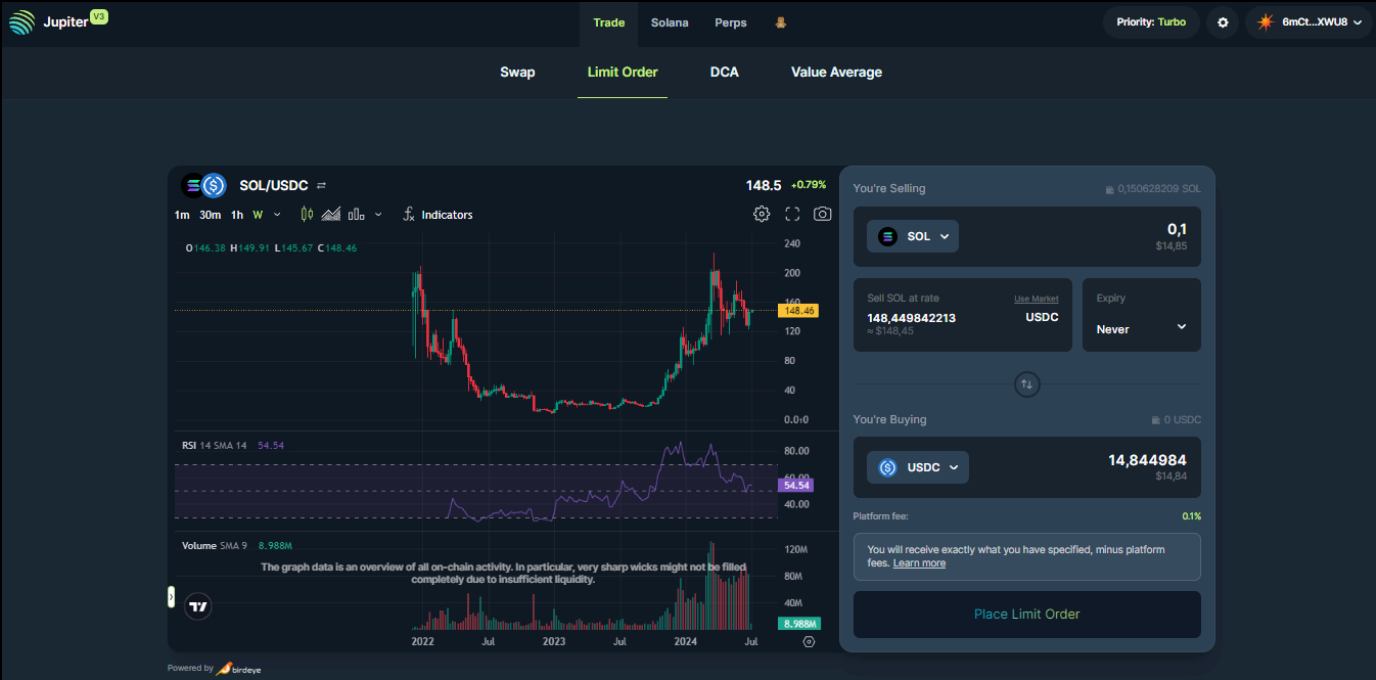 Jupiter V3
Trade Solana Perps
Priority: Turbo
6mCt...XWU8
Swap Limit Order DCA Value Average
SOL/USDC
148.5 +0.79%
1m 30m 1h W
Indicators
O146.38 H149.91 L145.67 C148.46
240
200
160
148.46
120
80
40
RSI 14 SMA 14 54.54
80.00
60.00
54.54
40.00
Volume SMA 9 8.988M
The graph data is an overview of all on-chain activity. In particular, very sharp wicks might not be filled
completely due to insufficient liquidity.
120M
80M
40M
8.988M
2022 Jul 2023 Jul 2024 Jul
Powered by birdeye
You're Selling
0,150628209 SOL
SOL
0,1
$14,85
Sell SOL at rate
Use Market
148,449842213
USDC
≈ $148,45
Expiry
Never
You're Buying
0 USDC
USDC
14,844984
$14,84
Platform fee:
0.1%
You will receive exactly what you have specified, minus platform
fees. Learn more
Place Limit Order